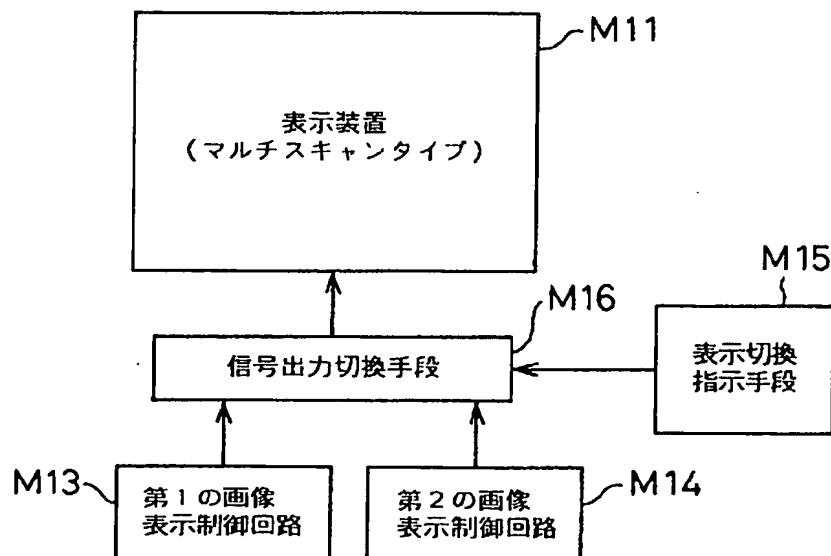 M11
表示装置
(マルチスキャンタイプ)
M15
M16
信号出力切換手段
表示切換
指示手段
M13
第1の画像
表示制御回路
第2の画像
表示制御回路
M14